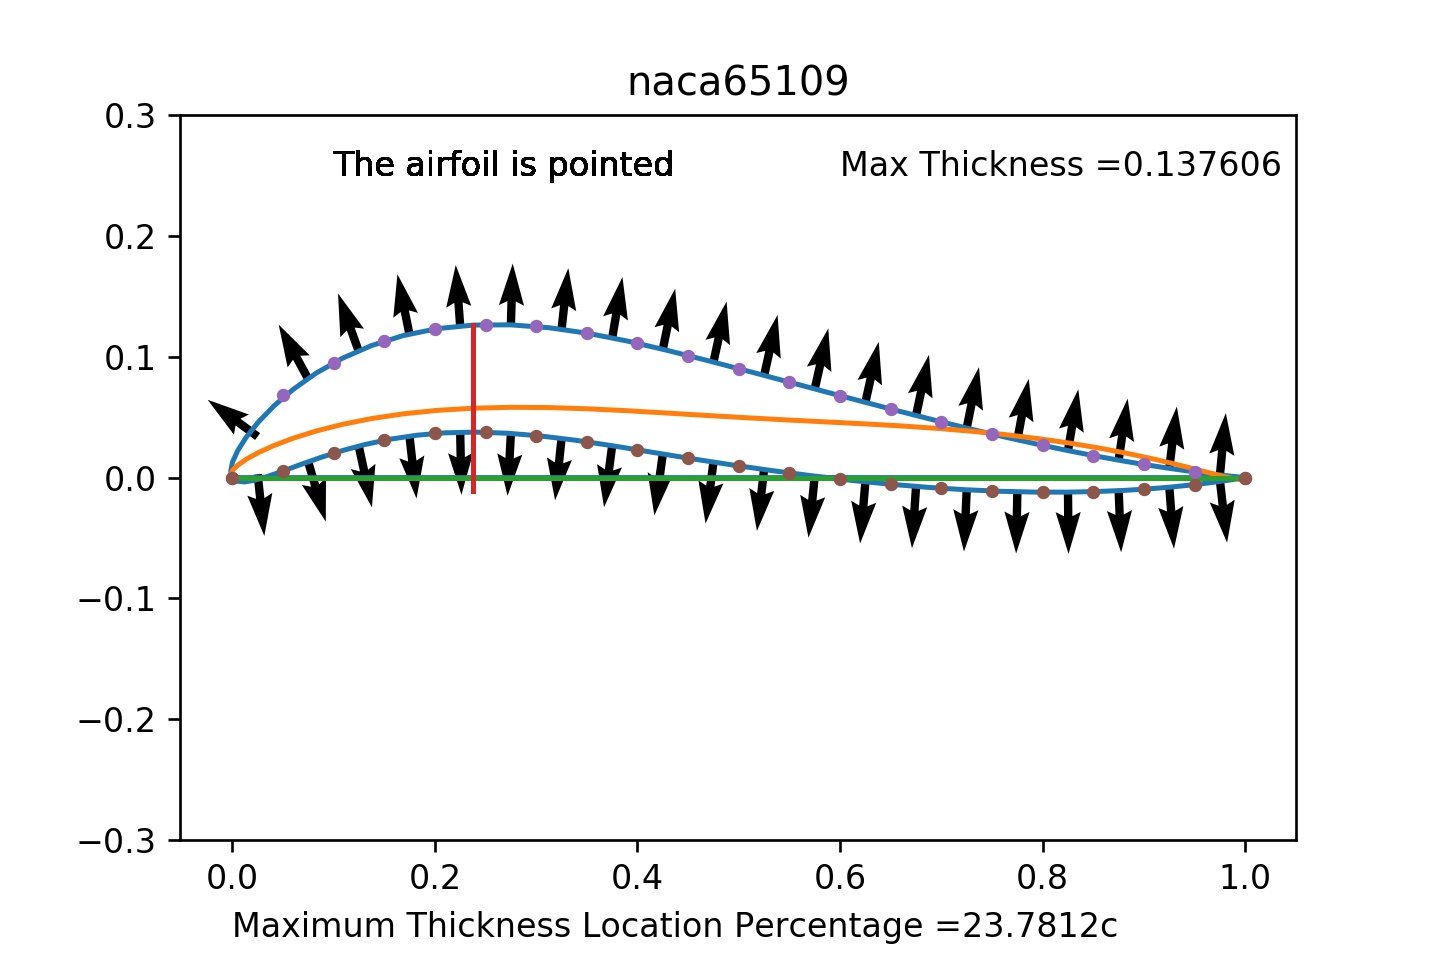 naca65109
The airfoil is pointed
Max Thickness =0.137606
0.3
0.2
0.1
0.0
−0.1
−0.2
−0.3
0.0 0.2 0.4 0.6 0.8 1.0
Maximum Thickness Location Percentage =23.7812c